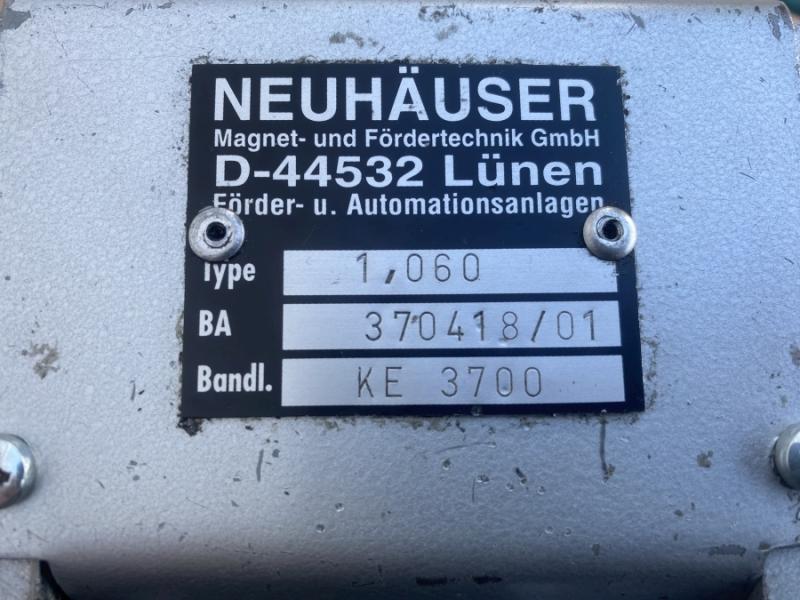 NEUHÄUSER
Magnet- und Fördertechnik GmbH
D-44532 Lünen
Förder- u. Automationsanlagen
Type 1,060
BA 370418/01
Bandl. KE 3700